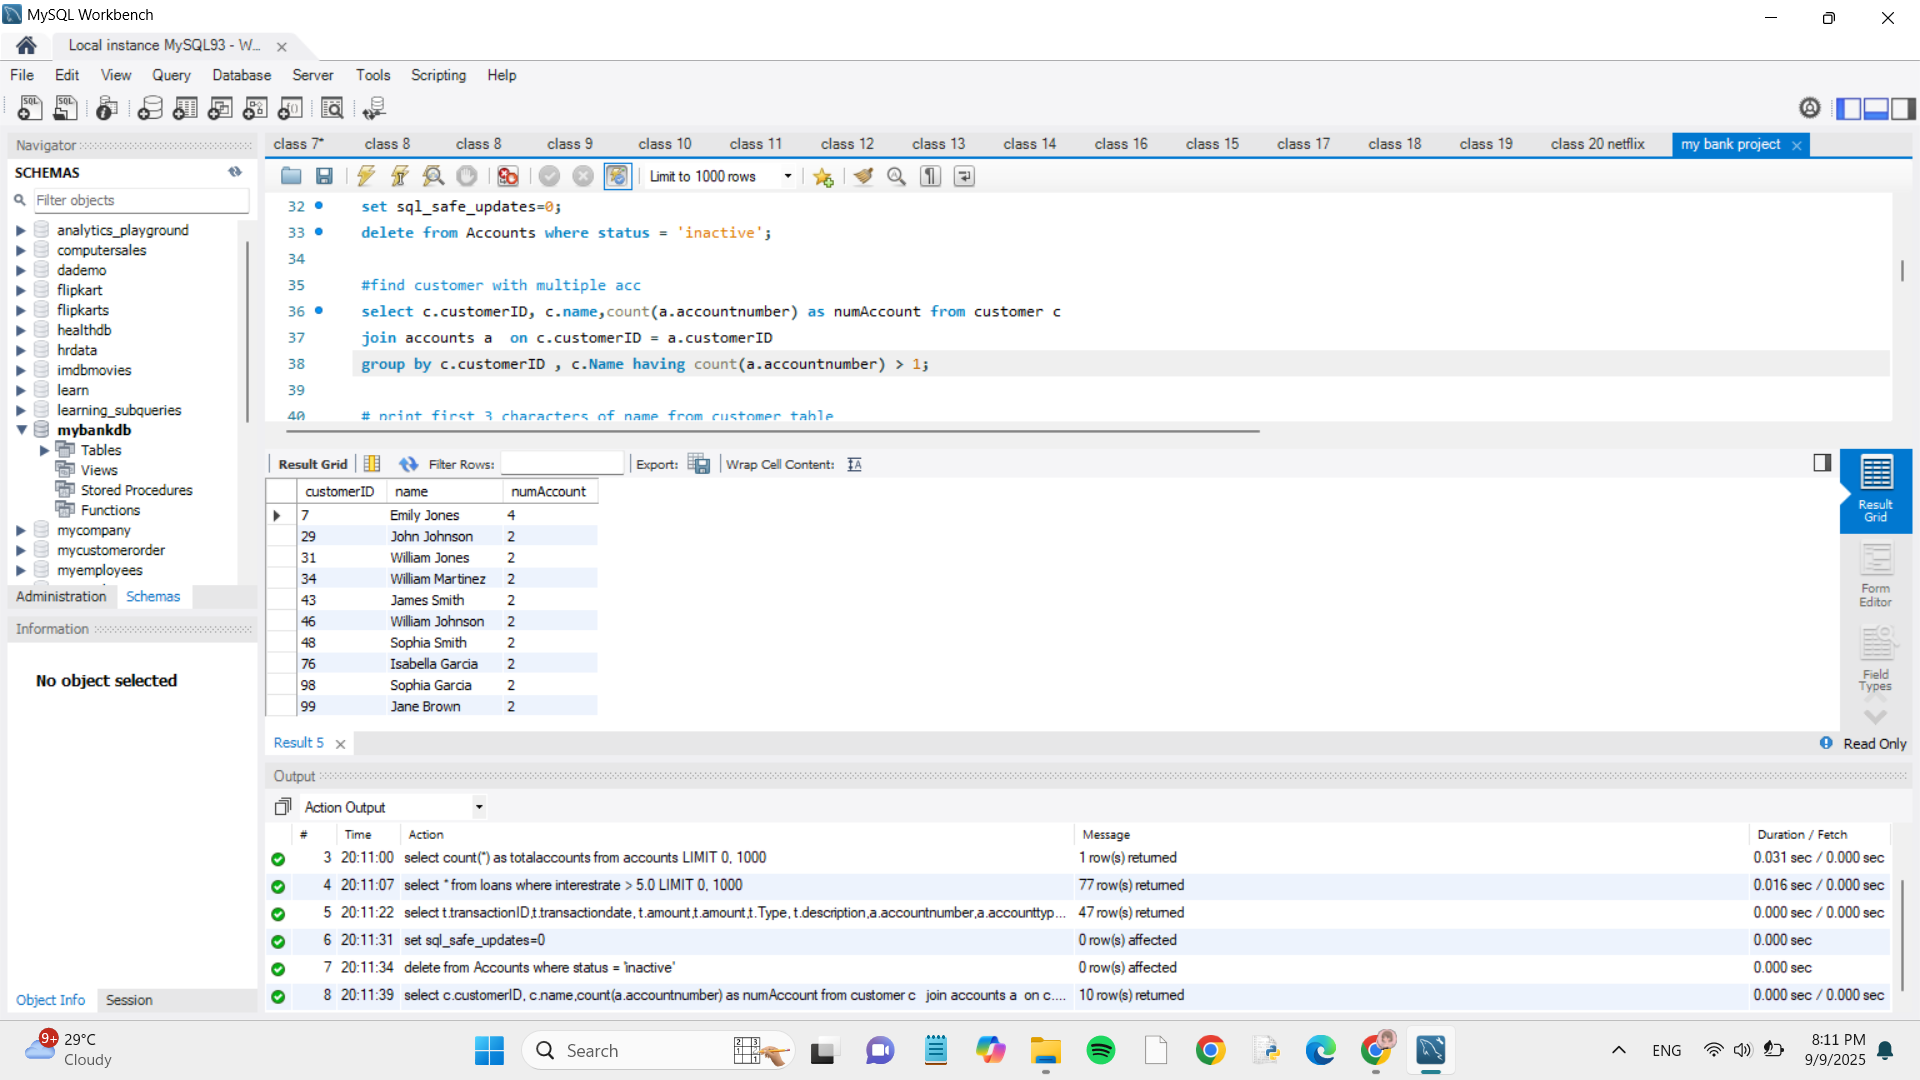 MySQL Workbench
Local instance MySQL93 - W...
File Edit View Query Database Server Tools Scripting Help
Navigator
SCHEMAS
Filter objects
analytics_playground
computersales
dademo
flipkart
flipkarts
healthdb
hrdata
imdbmovies
learn
learning_subqueries
mybankdb
Tables
Views
Stored Procedures
Functions
mycompany
mycustomerorder
myemployees
Administration Schemas
Information
No object selected
Object Info Session
class 7* class 8 class 8 class 9 class 10 class 11 class 12 class 13 class 14 class 16 class 15 class 17 class 18 class 19 class 20 netflix my bank project
Limit to 1000 rows
32 set sql_safe_updates=0;
33 delete from Accounts where status = 'inactive';
34
35 #find customer with multiple acc
36 select c.customerID, c.name,count(a.accountnumber) as numAccount from customer c
37 join accounts a  on c.customerID = a.customerID
38 group by c.customerID , c.Name having count(a.accountnumber) > 1;
39
40 # print first 3 characters of name from customer table
Result Grid Filter Rows: Export: Wrap Cell Content:
customerID name numAccount
7 Emily Jones 4
29 John Johnson 2
31 William Jones 2
34 William Martinez 2
43 James Smith 2
46 William Johnson 2
48 Sophia Smith 2
76 Isabella Garcia 2
98 Sophia Garcia 2
99 Jane Brown 2
Result Grid
Form Editor
Field Types
Result 5
Read Only
Output
Action Output
# Time Action Message Duration / Fetch
3 20:11:00 select count(*) as totalaccounts from accounts LIMIT 0, 1000 1 row(s) returned 0.031 sec / 0.000 sec
4 20:11:07 select * from loans where interestrate > 5.0 LIMIT 0, 1000 77 row(s) returned 0.016 sec / 0.000 sec
5 20:11:22 select t.transactionID,t.transactiondate, t.amount,t.amount,t.Type, t.description,a.accountnumber,a.accounttyp... 47 row(s) returned 0.000 sec / 0.000 sec
6 20:11:31 set sql_safe_updates=0 0 row(s) affected 0.000 sec
7 20:11:34 delete from Accounts where status = 'inactive' 0 row(s) affected 0.000 sec
8 20:11:39 select c.customerID, c.name,count(a.accountnumber) as numAccount from customer c   join accounts a  on c.... 10 row(s) returned 0.000 sec / 0.000 sec
9+
29°C
Cloudy
Search
ENG
8:11 PM
9/9/2025